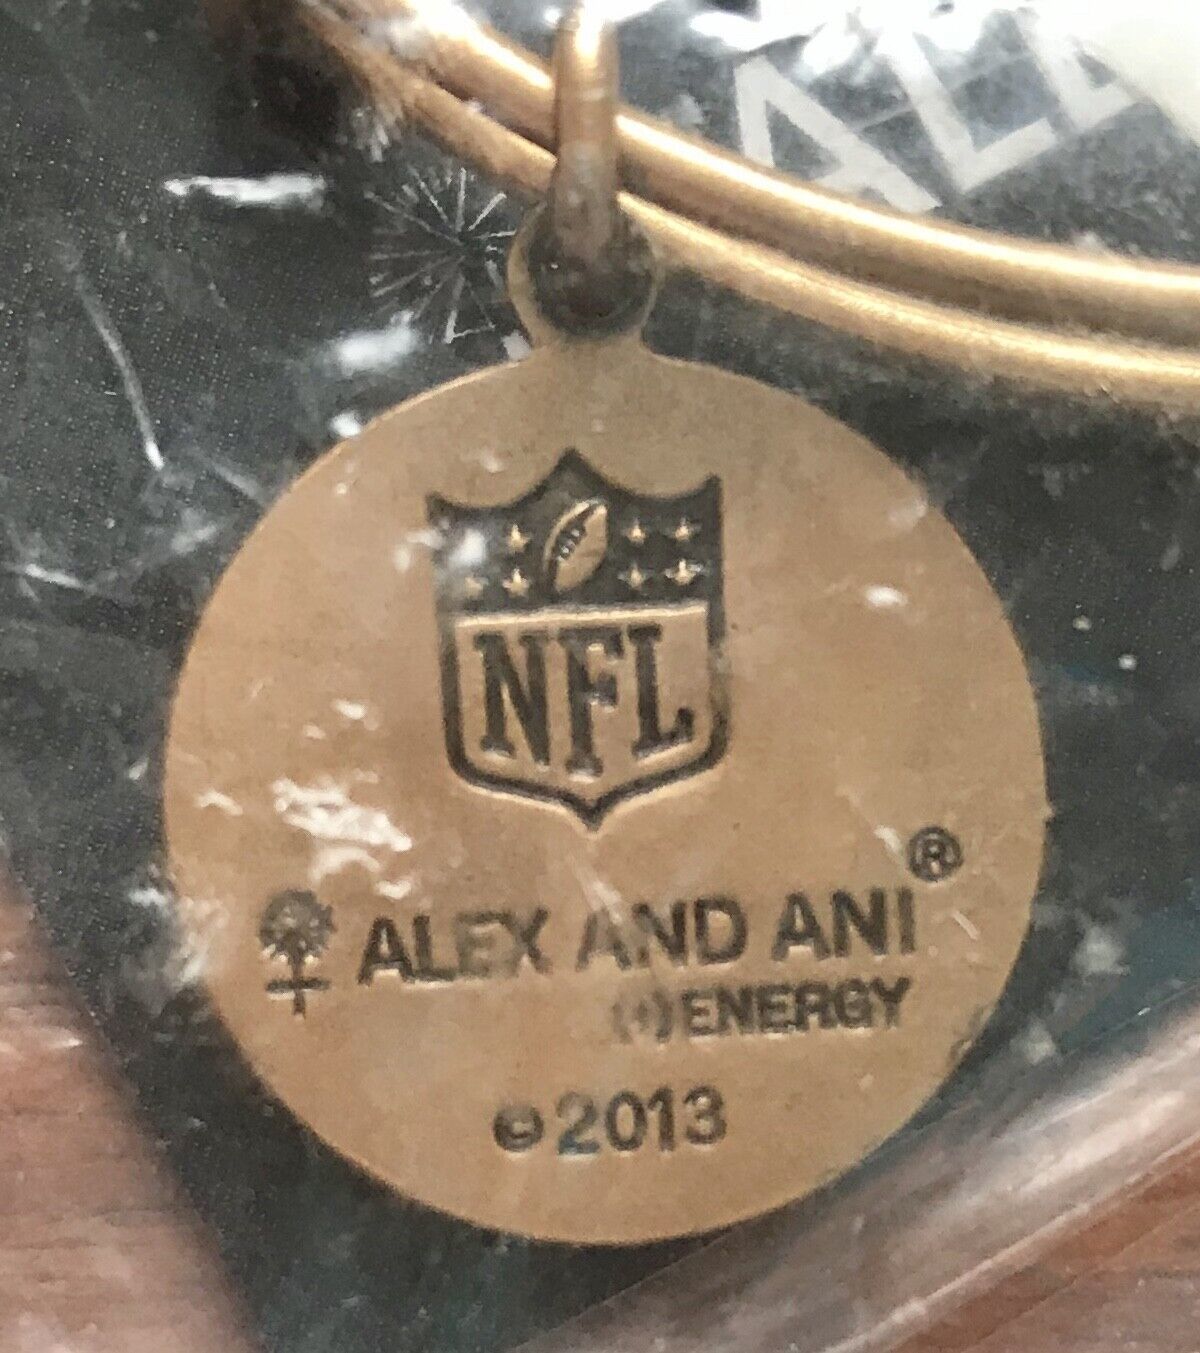 NFL
ALEX AND ANI®
(+)ENERGY
©2013